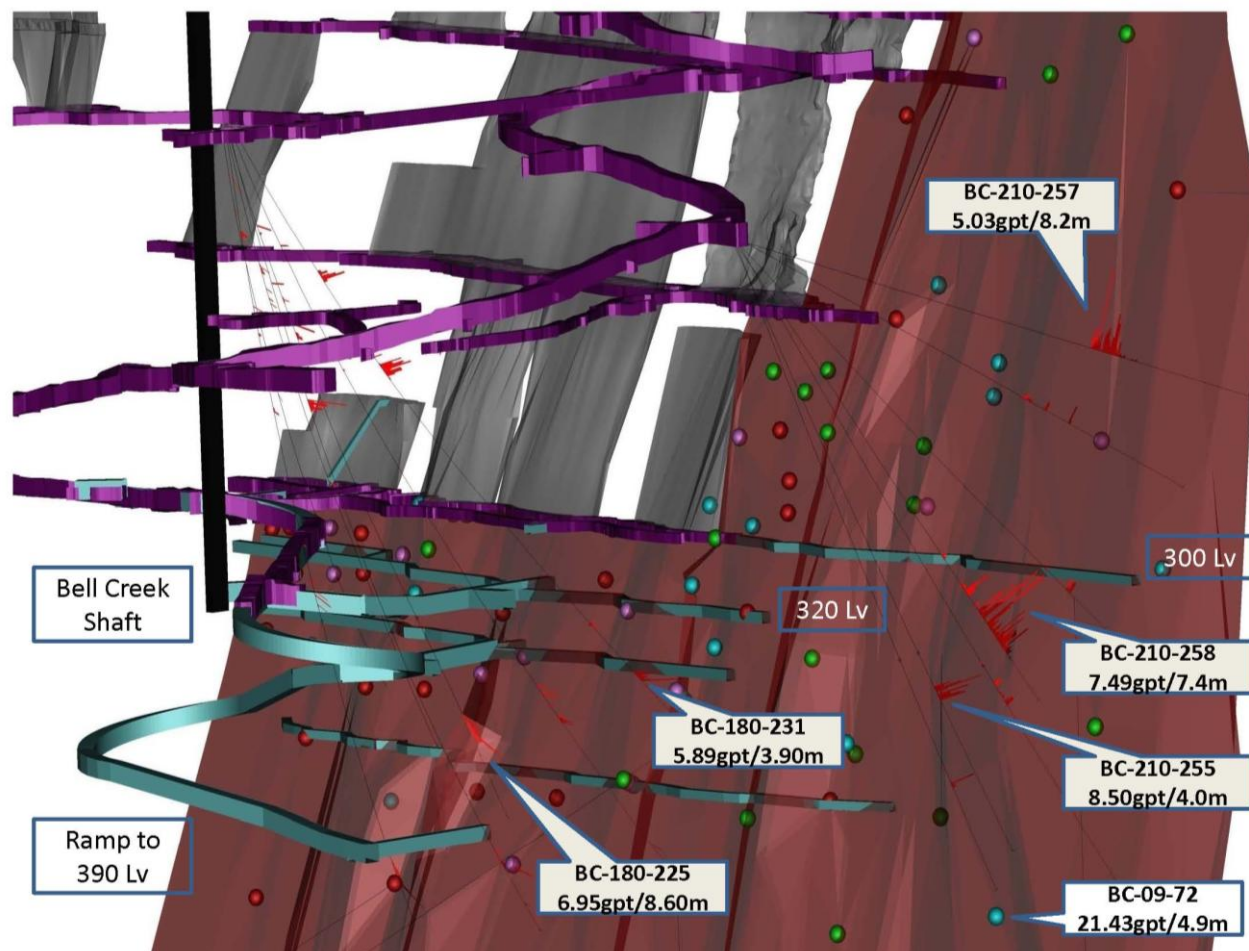 BC-210-257
5.03gpt/8.2m
300 Lv
Bell Creek
Shaft
320 Lv
BC-210-258
7.49gpt/7.4m
BC-180-231
5.89gpt/3.90m
BC-210-255
8.50gpt/4.0m
Ramp to
390 Lv
BC-180-225
6.95gpt/8.60m
BC-09-72
21.43gpt/4.9m